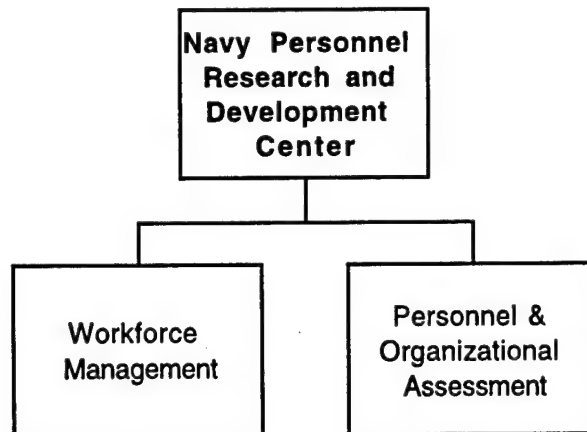 Navy Personnel
Research and
Development
Center
Workforce
Management
Personnel &
Organizational
Assessment